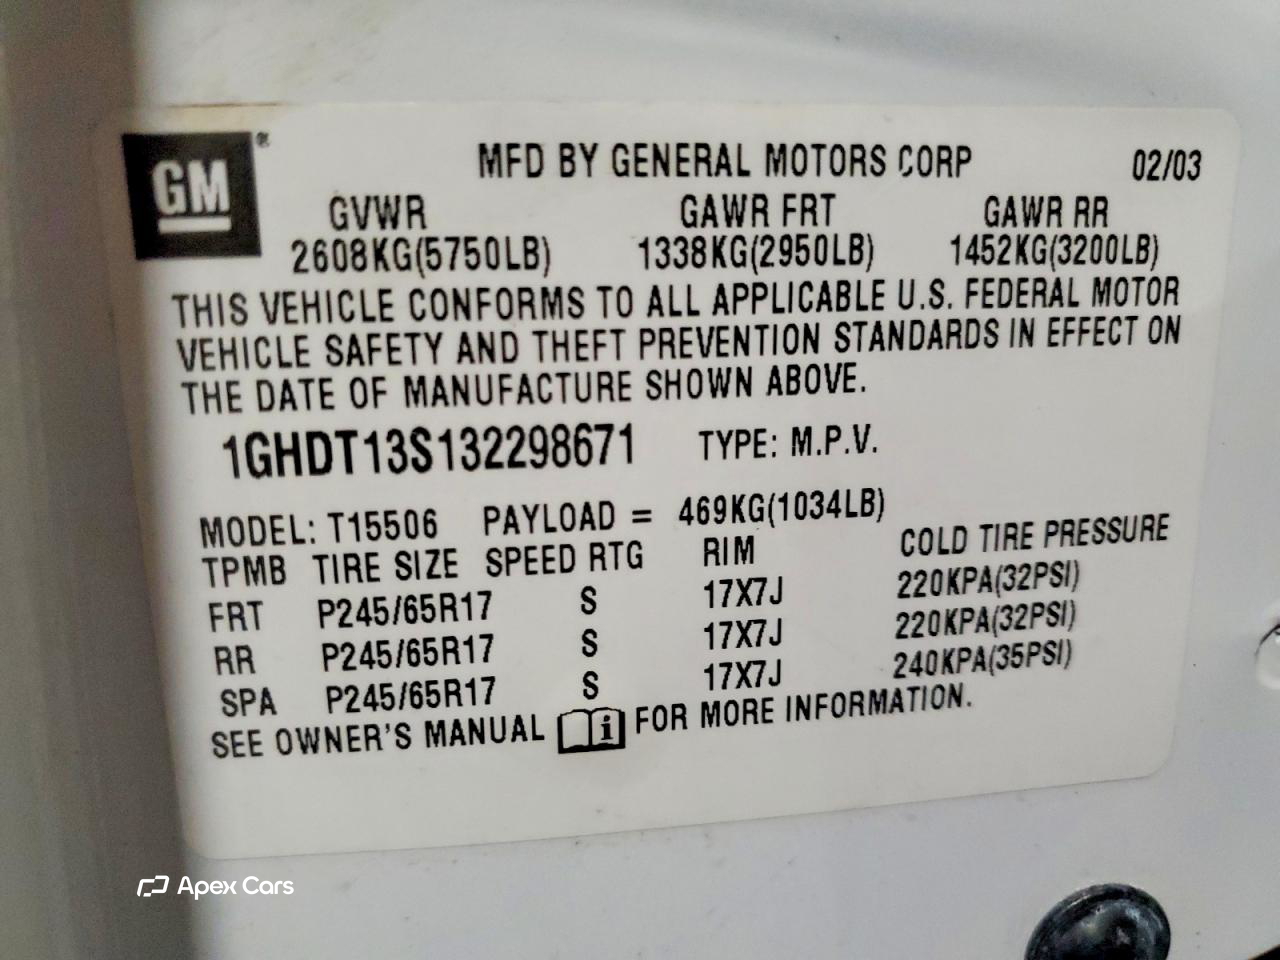 GM®
MFD BY GENERAL MOTORS CORP 02/03
GVWR GAWR FRT GAWR RR
2608KG(5750LB) 1338KG(2950LB) 1452KG(3200LB)
THIS VEHICLE CONFORMS TO ALL APPLICABLE U.S. FEDERAL MOTOR
VEHICLE SAFETY AND THEFT PREVENTION STANDARDS IN EFFECT ON
THE DATE OF MANUFACTURE SHOWN ABOVE.
1GHDT13S132298671 TYPE: M.P.V.
MODEL: T15506 PAYLOAD = 469KG(1034LB)
TPMB TIRE SIZE SPEED RTG RIM COLD TIRE PRESSURE
FRT P245/65R17 S 17X7J 220KPA(32PSI)
RR P245/65R17 S 17X7J 220KPA(32PSI)
SPA P245/65R17 S 17X7J 240KPA(35PSI)
SEE OWNER'S MANUAL i FOR MORE INFORMATION.
Apex Cars